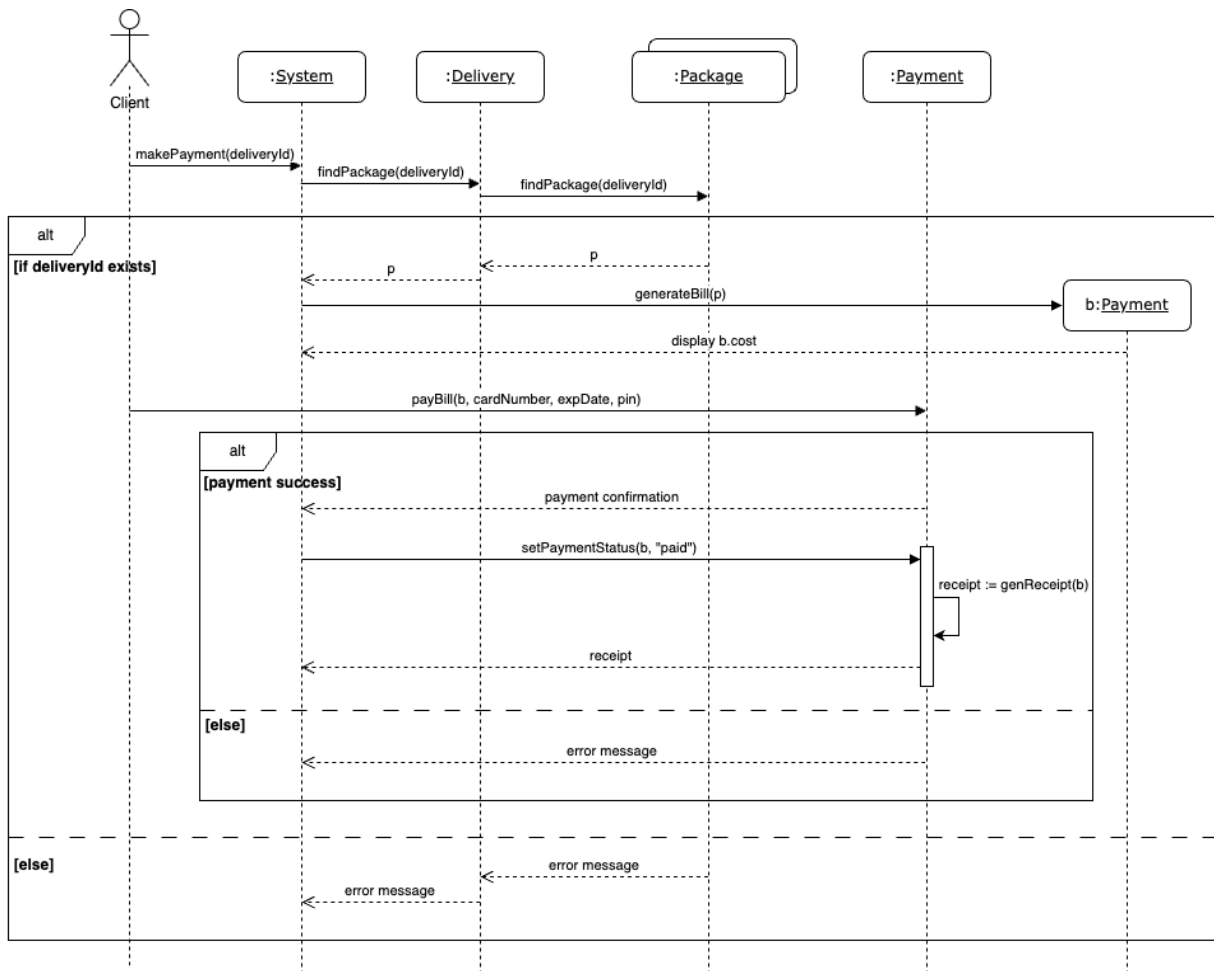 Client
:System
:Delivery
:Package
:Payment
makePayment(deliveryId)
findPackage(deliveryId)
findPackage(deliveryId)
alt
[if deliveryId exists]
p
p
generateBill(p)
b:Payment
display b.cost
payBill(b, cardNumber, expDate, pin)
alt
[payment success]
payment confirmation
setPaymentStatus(b, "paid")
receipt := genReceipt(b)
receipt
[else]
error message
[else]
error message
error message